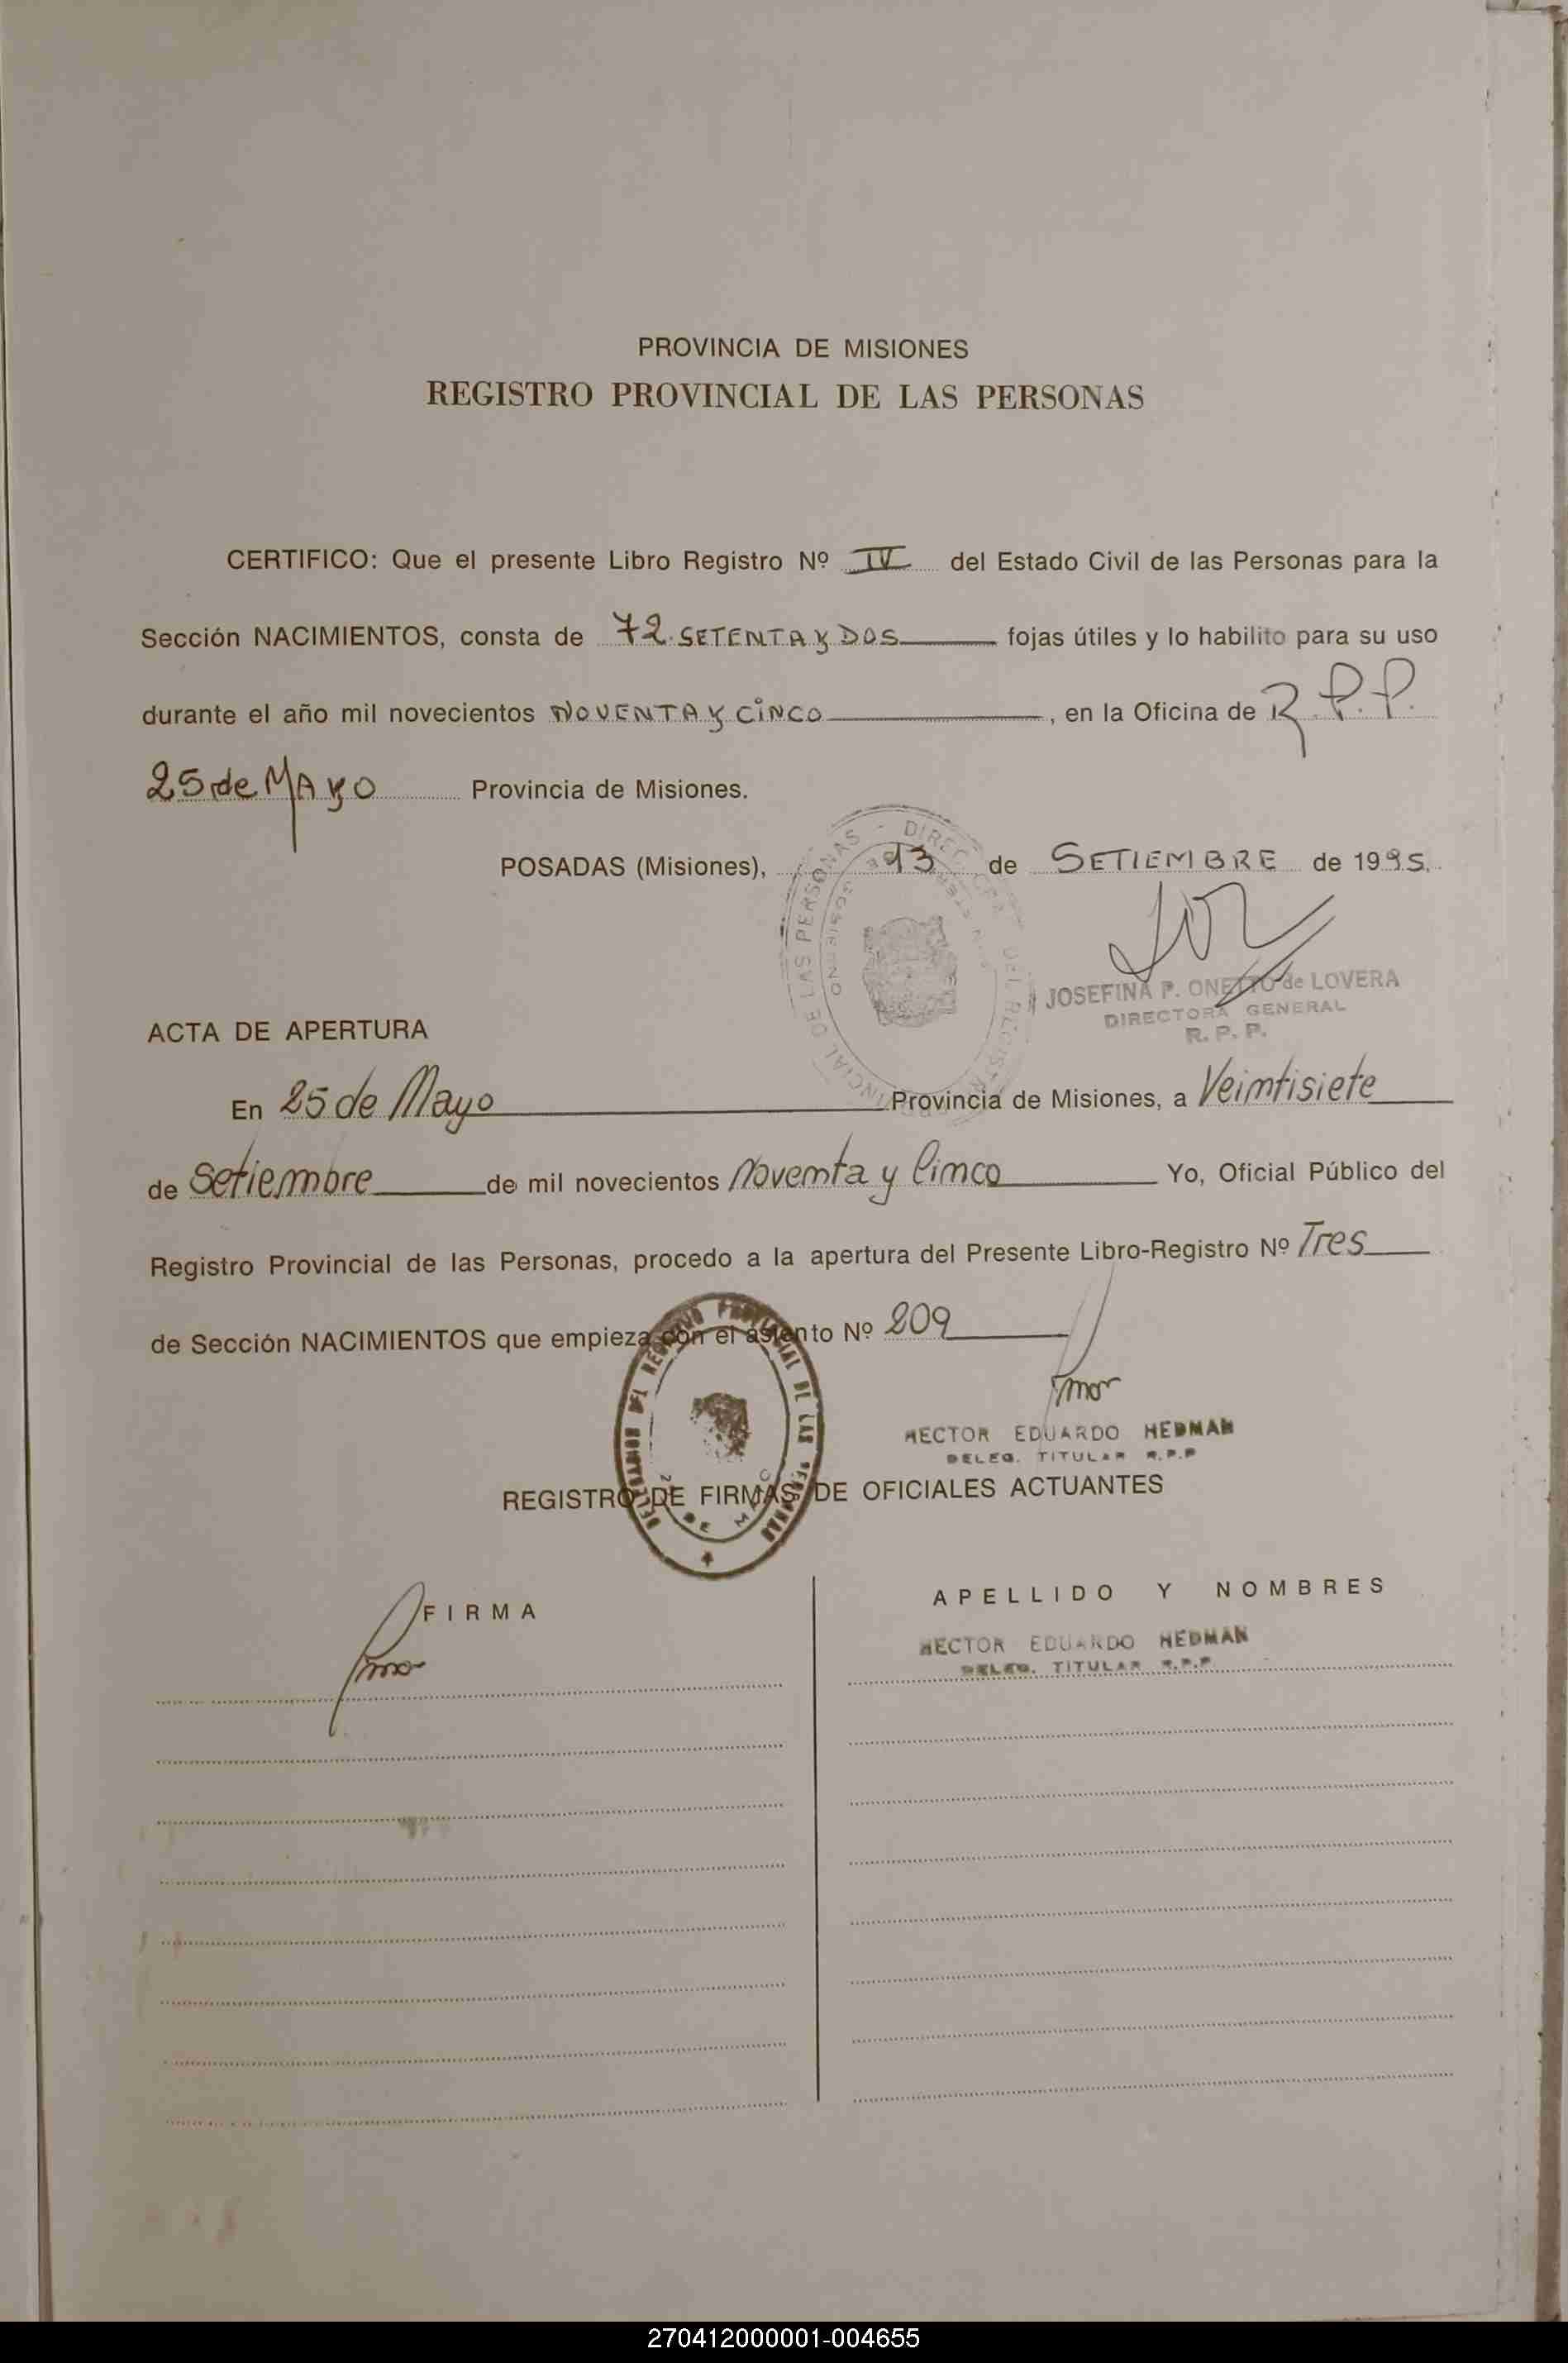 PROVINCIA DE MISIONES
REGISTRO PROVINCIAL DE LAS PERSONAS
CERTIFICO: Que el presente Libro Registro Nº IV del Estado Civil de las Personas para la
Sección NACIMIENTOS, consta de 72 SETENTA Y DOS fojas útiles y lo habilito para su uso
durante el año mil novecientos NOVENTA Y CINCO, en la Oficina de R.P.P.
25 de MAYO Provincia de Misiones.
POSADAS (Misiones), 13 de SETIEMBRE de 1995.
JOSEFINA P. ONETTO de LOVERA
DIRECTORA GENERAL
R. P. P.
ACTA DE APERTURA
En 25 de Mayo Provincia de Misiones, a Veintisiete
de Setiembre de mil novecientos Noventa y Cinco Yo, Oficial Público del
Registro Provincial de las Personas, procedo a la apertura del Presente Libro-Registro Nº Tres
de Sección NACIMIENTOS que empieza con el asiento Nº 209
HECTOR EDUARDO HEDMAN
DELEG. TITULAR R.P.P
REGISTRO DE FIRMAS DE OFICIALES ACTUANTES
FIRMA
APELLIDO Y NOMBRES
HECTOR EDUARDO HEDMAN
DELEG. TITULAR R.P.P
270412000001-004655